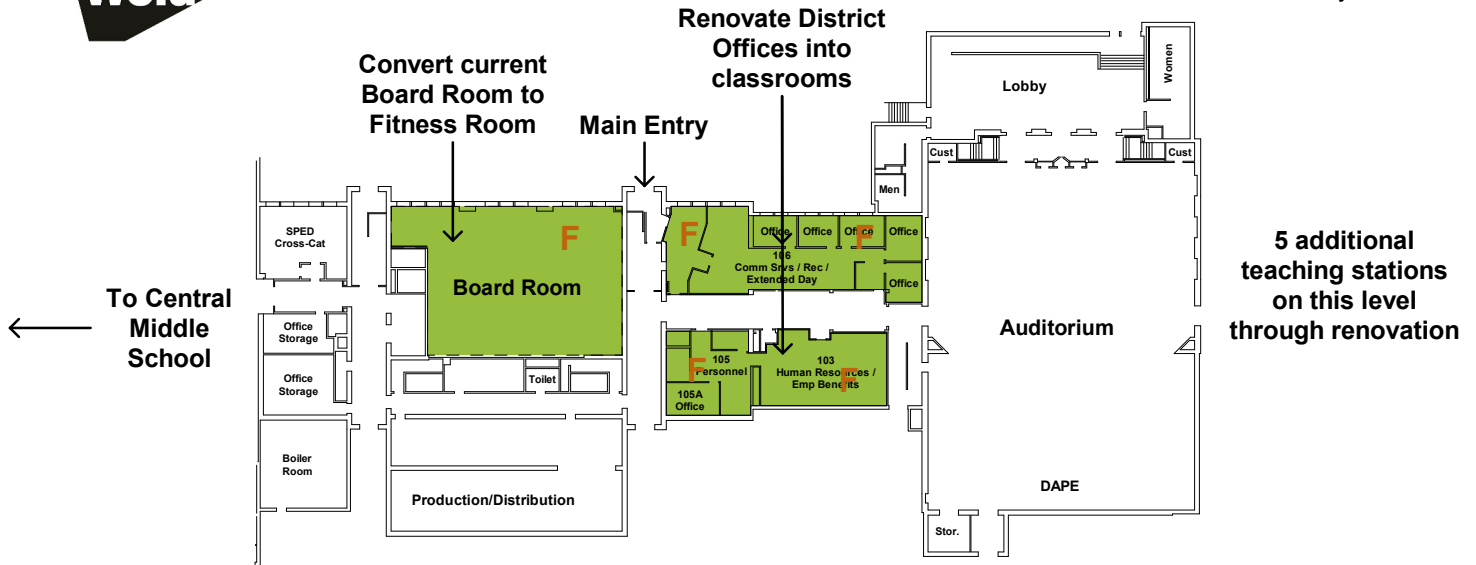 Renovate District
Offices into
classrooms
Convert current
Board Room to
Fitness Room
Main Entry
Lobby
Women
Cust
Cust
Men
SPED
Cross-Cat
F
Board Room
F
Office
Office
Office
F
Office
106
Comm Srvs / Rec /
Extended Day
Office
To Central
Middle
School
Office
Storage
Office
Storage
Toilet
105
Personnel
F
105A
Office
103
Human Resources /
Emp Benefits
F
Auditorium
5 additional
teaching stations
on this level
through renovation
Boiler
Room
Production/Distribution
DAPE
Stor.